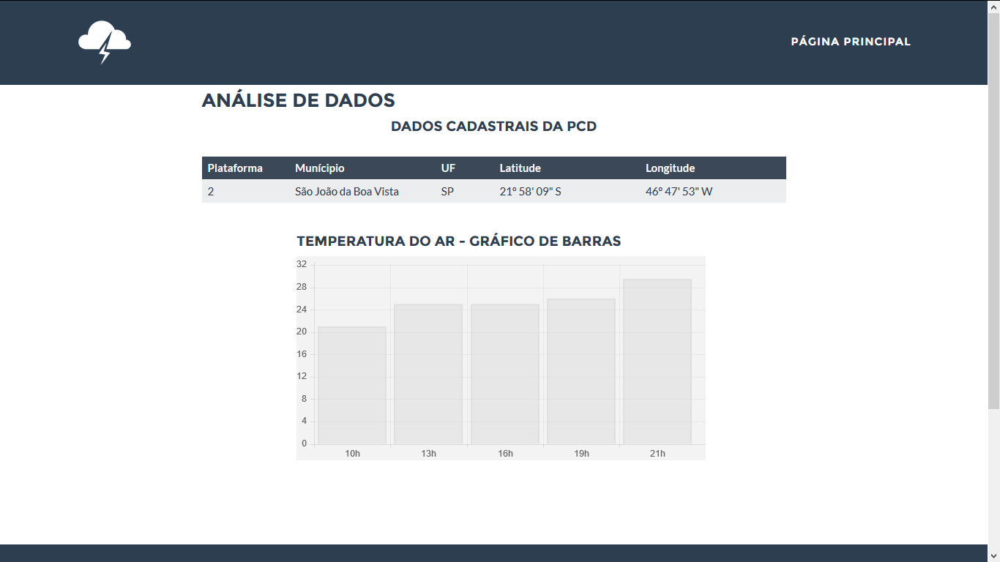 PÁGINA PRINCIPAL
ANÁLISE DE DADOS
DADOS CADASTRAIS DA PCD
Plataforma Munícipio UF Latitude Longitude
2 São João da Boa Vista SP 21º 58' 09" S 46º 47' 53" W
TEMPERATURA DO AR - GRÁFICO DE BARRAS
32
28
24
20
16
12
8
4
0
10h 13h 16h 19h 21h